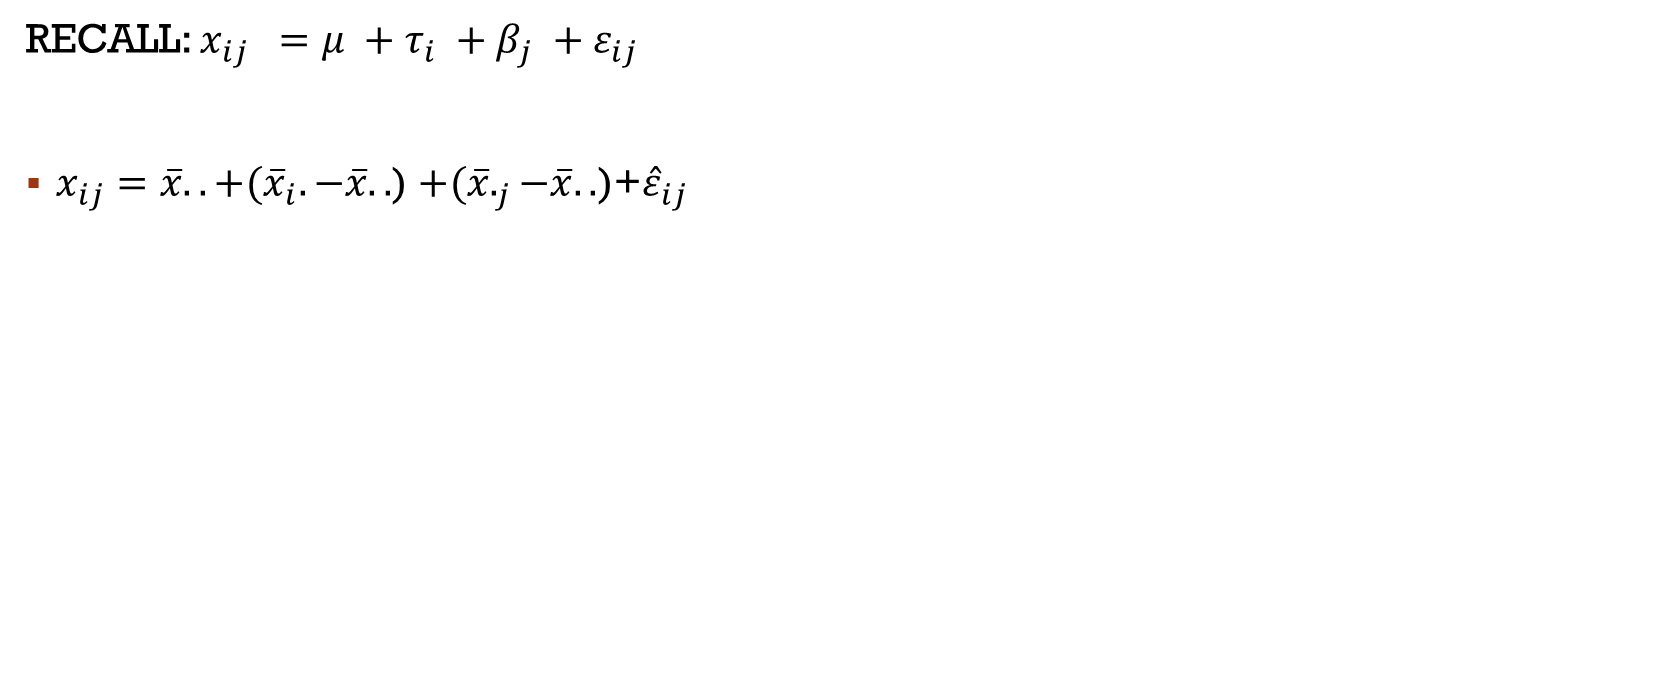 RECALL: x_{ij} = μ + τ_i + β_j + ε_{ij}
▪ x_{ij} = x̄.. +(x̄_i. −x̄..) +(x̄._j −x̄..)+ε̂_{ij}